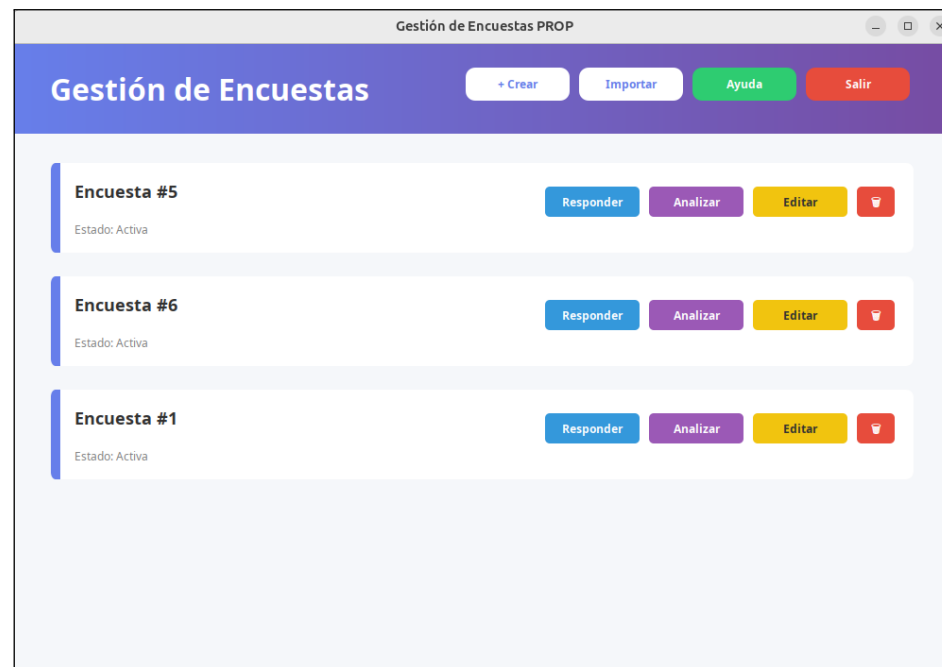 Gestión de Encuestas PROP
Gestión de Encuestas
+ Crear
Importar
Ayuda
Salir
Encuesta #5
Estado: Activa
Responder
Analizar
Editar
Encuesta #6
Estado: Activa
Responder
Analizar
Editar
Encuesta #1
Estado: Activa
Responder
Analizar
Editar